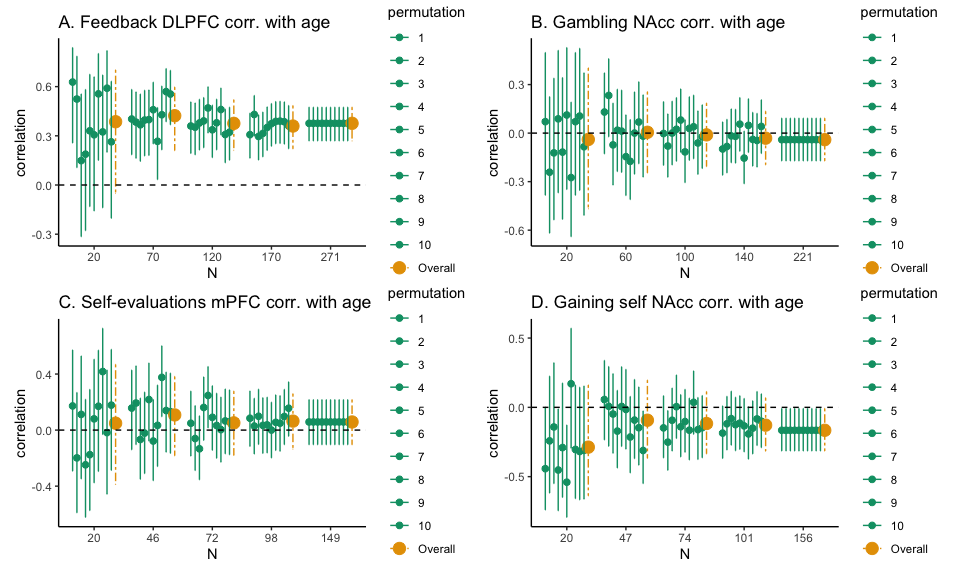 A. Feedback DLPFC corr. with age
correlation
0.6
0.3
0.0
-0.3
20 70 120 170 271
N
permutation
1
2
3
4
5
6
7
8
9
10
Overall
B. Gambling NAcc corr. with age
correlation
0.3
0.0
-0.3
-0.6
20 60 100 140 221
N
permutation
1
2
3
4
5
6
7
8
9
10
Overall
C. Self-evaluations mPFC corr. with age
correlation
0.4
0.0
-0.4
20 46 72 98 149
N
permutation
1
2
3
4
5
6
7
8
9
10
Overall
D. Gaining self NAcc corr. with age
correlation
0.5
0.0
-0.5
20 47 74 101 156
N
permutation
1
2
3
4
5
6
7
8
9
10
Overall